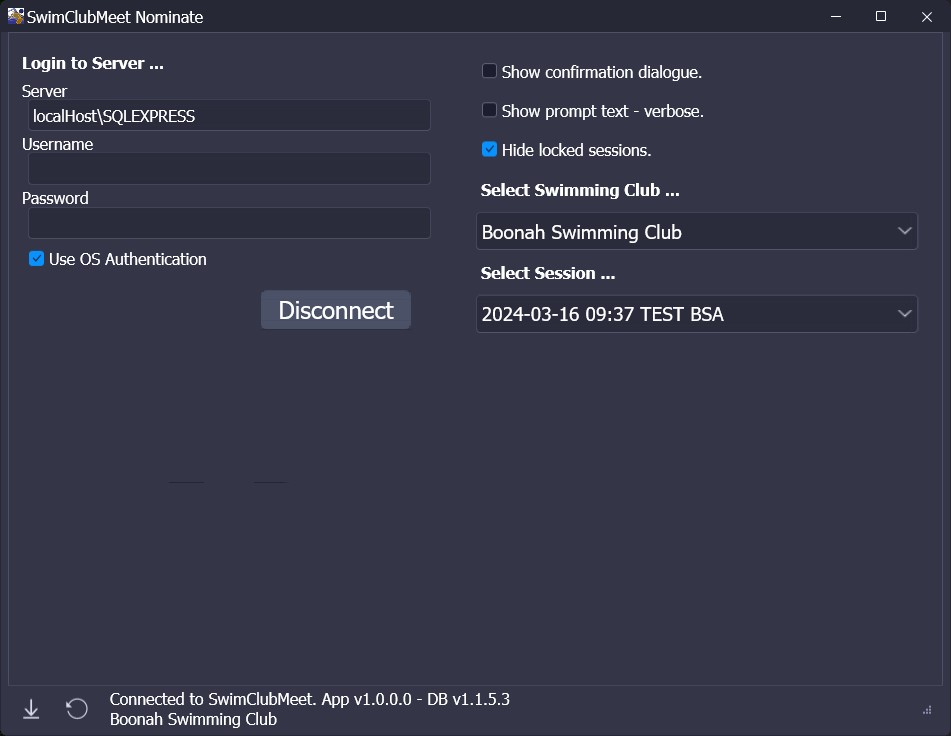 SwimClubMeet Nominate
Login to Server ...
Server
localHost\SQLEXPRESS
Username
Password
Use OS Authentication
Disconnect
Show confirmation dialogue.
Show prompt text - verbose.
Hide locked sessions.
Select Swimming Club ...
Boonah Swimming Club
Select Session ...
2024-03-16 09:37 TEST BSA
Connected to SwimClubMeet. App v1.0.0.0 - DB v1.1.5.3
Boonah Swimming Club